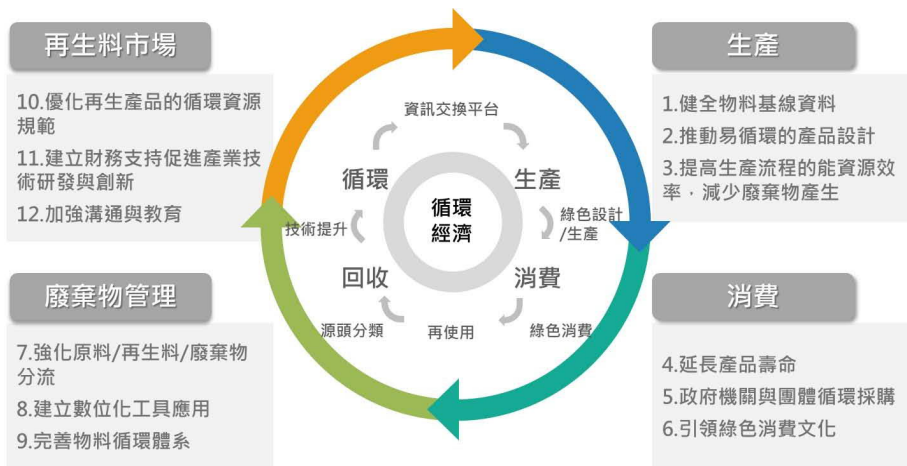 再生料市場
10.優化再生產品的循環資源
規範
11.建立財務支持促進產業技
術研發與創新
12.加強溝通與教育
生產
1.健全物料基線資料
2.推動易循環的產品設計
3.提高生產流程的能資源效
率，減少廢棄物產生
資訊交換平台
循環
生產
循環
經濟
技術提升
綠色設計
/生產
回收
消費
源頭分類
再使用
綠色消費
廢棄物管理
7.強化原料/再生料/廢棄物
分流
8.建立數位化工具應用
9.完善物料循環體系
消費
4.延長產品壽命
5.政府機關與團體循環採購
6.引領綠色消費文化